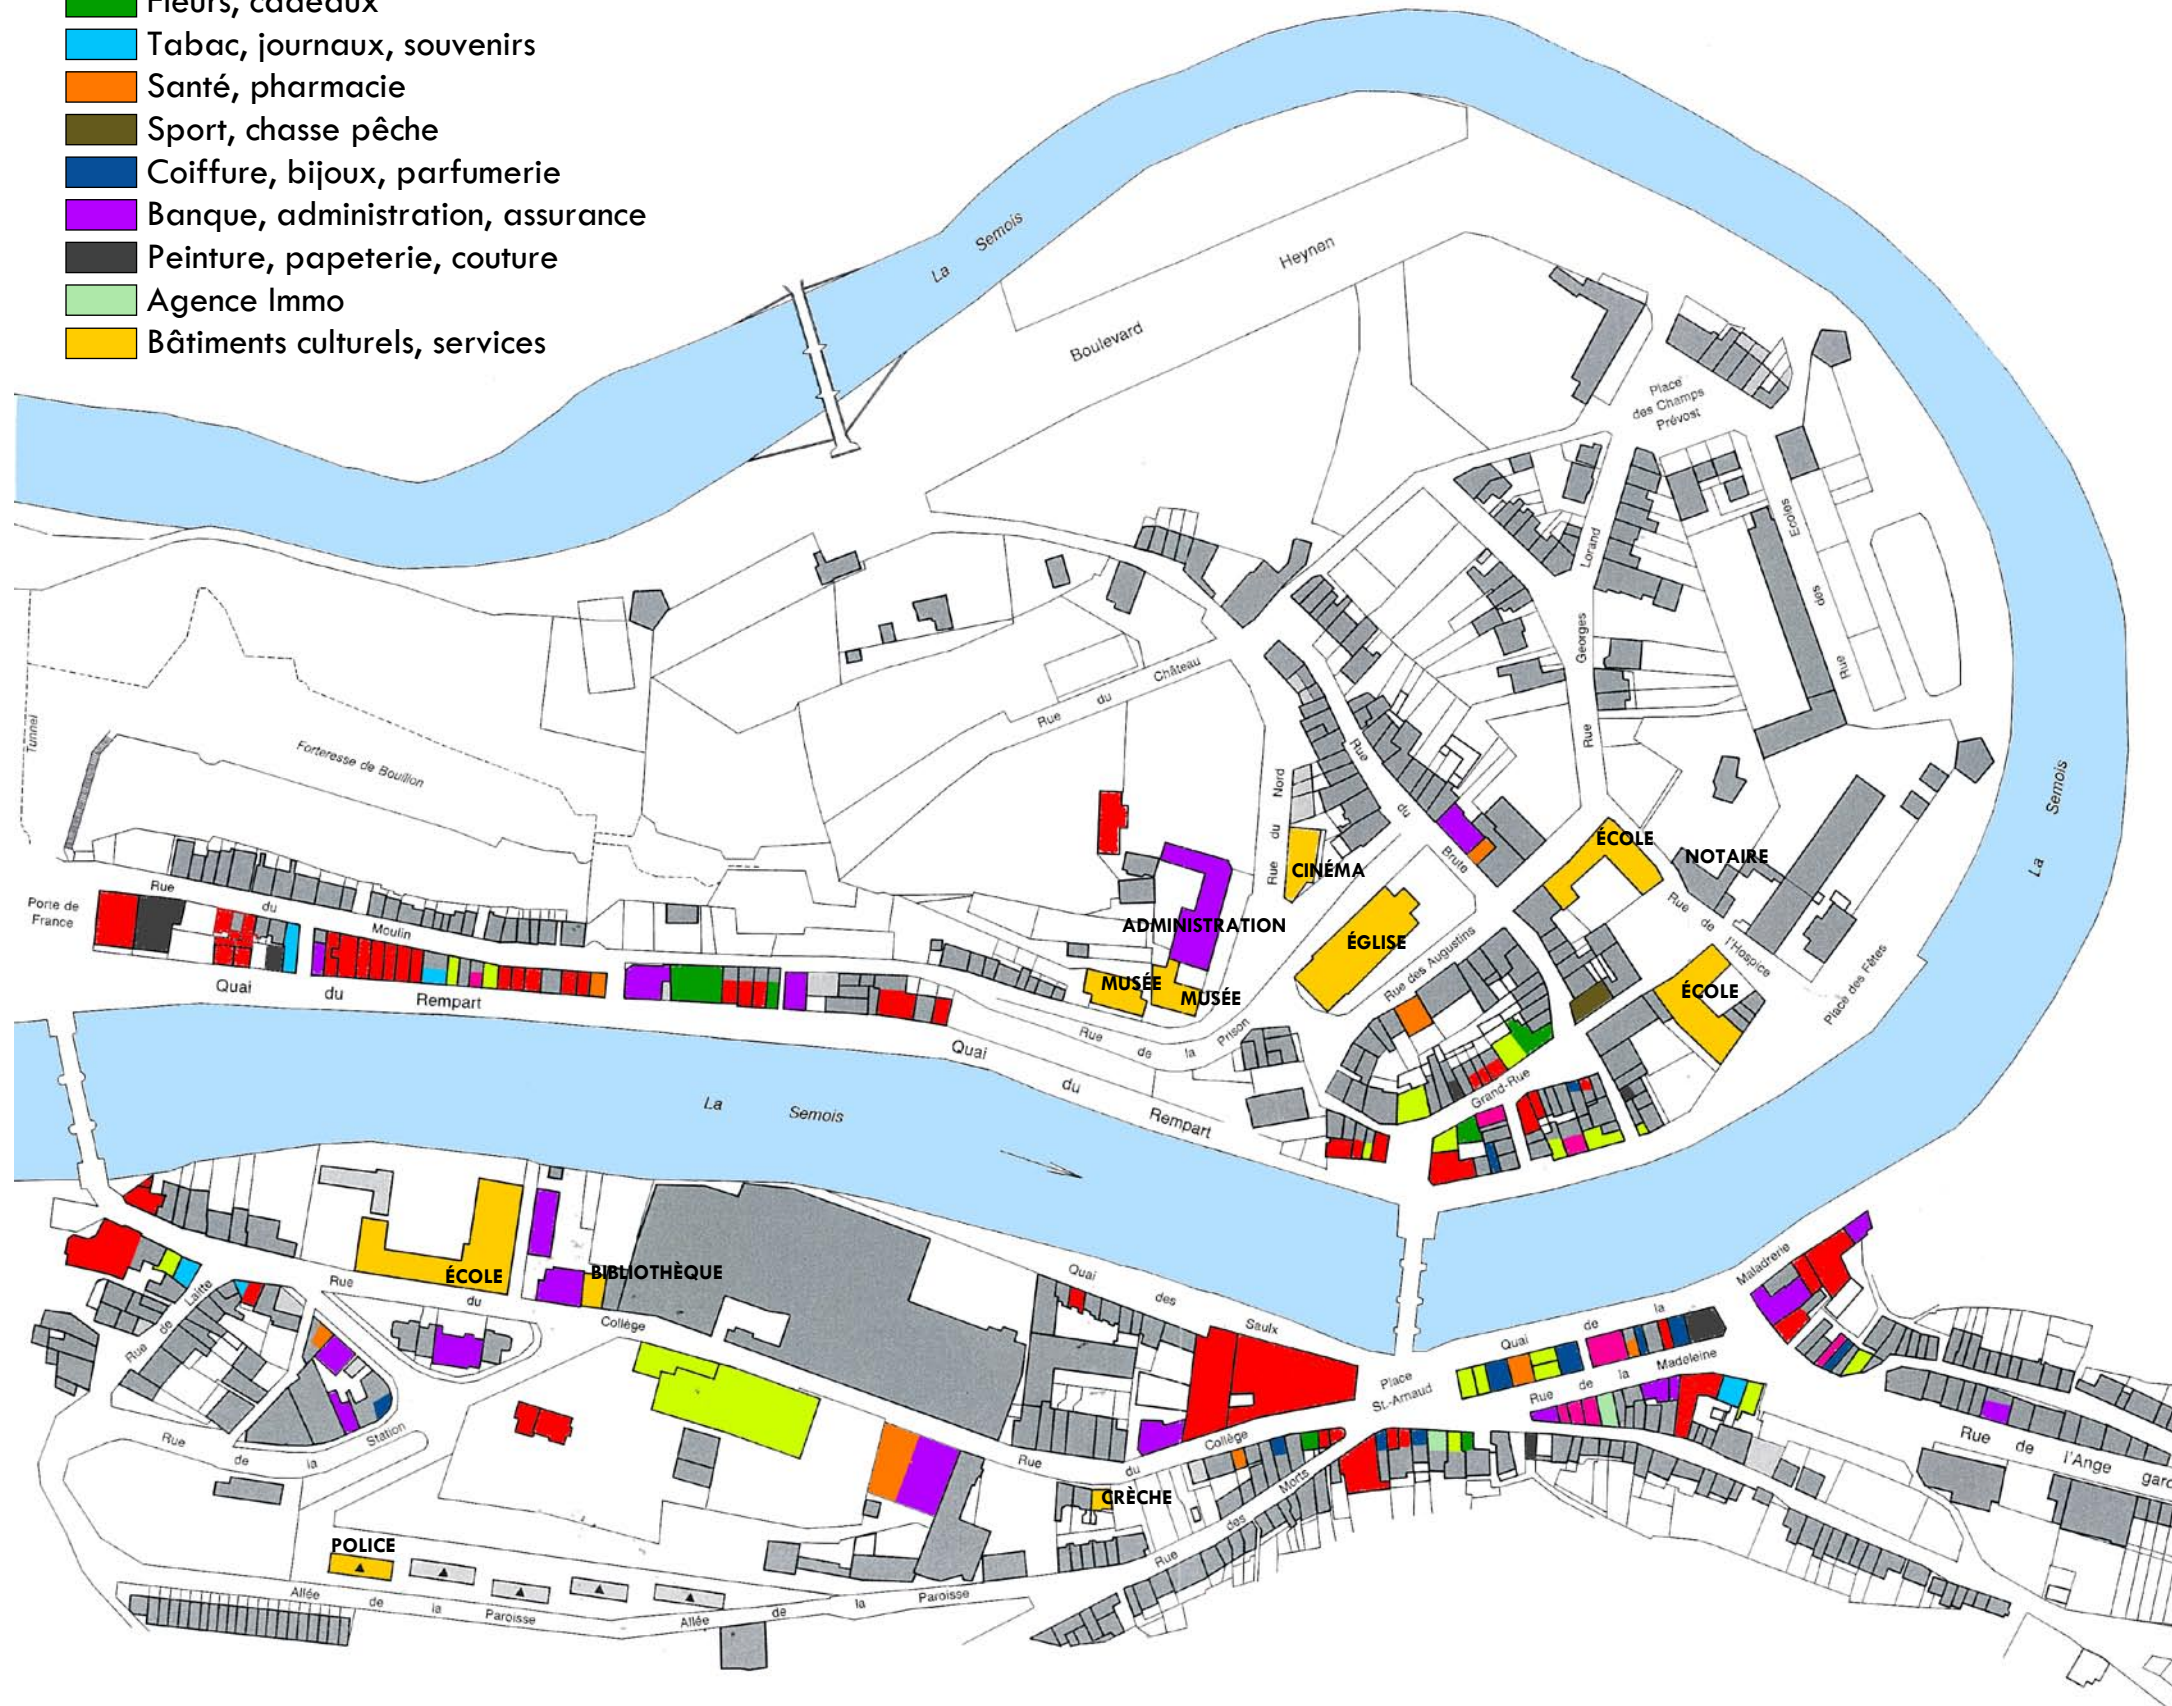 Fleurs, cadeaux
Tabac, journaux, souvenirs
Santé, pharmacie
Sport, chasse pêche
Coiffure, bijoux, parfumerie
Banque, administration, assurance
Peinture, papeterie, couture
Agence Immo
Bâtiments culturels, services
La Semois
Boulevard Heynen
Place
des Champs
Prévost
Rue Georges Lorand
Rue des Ecoles
Rue du Château
Tunnel
Forteresse de Bouillon
Rue du Nord
Rue du Brute
CINÉMA
ÉCOLE
NOTAIRE
Rue de l'Hospice
La Semois
Porte de
France
Rue du Moulin
ADMINISTRATION
ÉGLISE
Rue des Augustins
MUSÉE
MUSÉE
ÉCOLE
Place des Fêtes
Quai du Rempart
Rue de la Prison
Quai du Rempart
Grand-Rue
La Semois
Rue de Laitte
ÉCOLE
BIBLIOTHÈQUE
Rue du Collège
Quai des Saulx
Place
St.-Arnaud
Quai de la Maladrerie
Rue de la Madeleine
Rue de la Station
Rue du Collège
CRÈCHE
Rue des Morts
Rue de l'Ange gard
POLICE
Allée de la Paroisse
Allée de la Paroisse